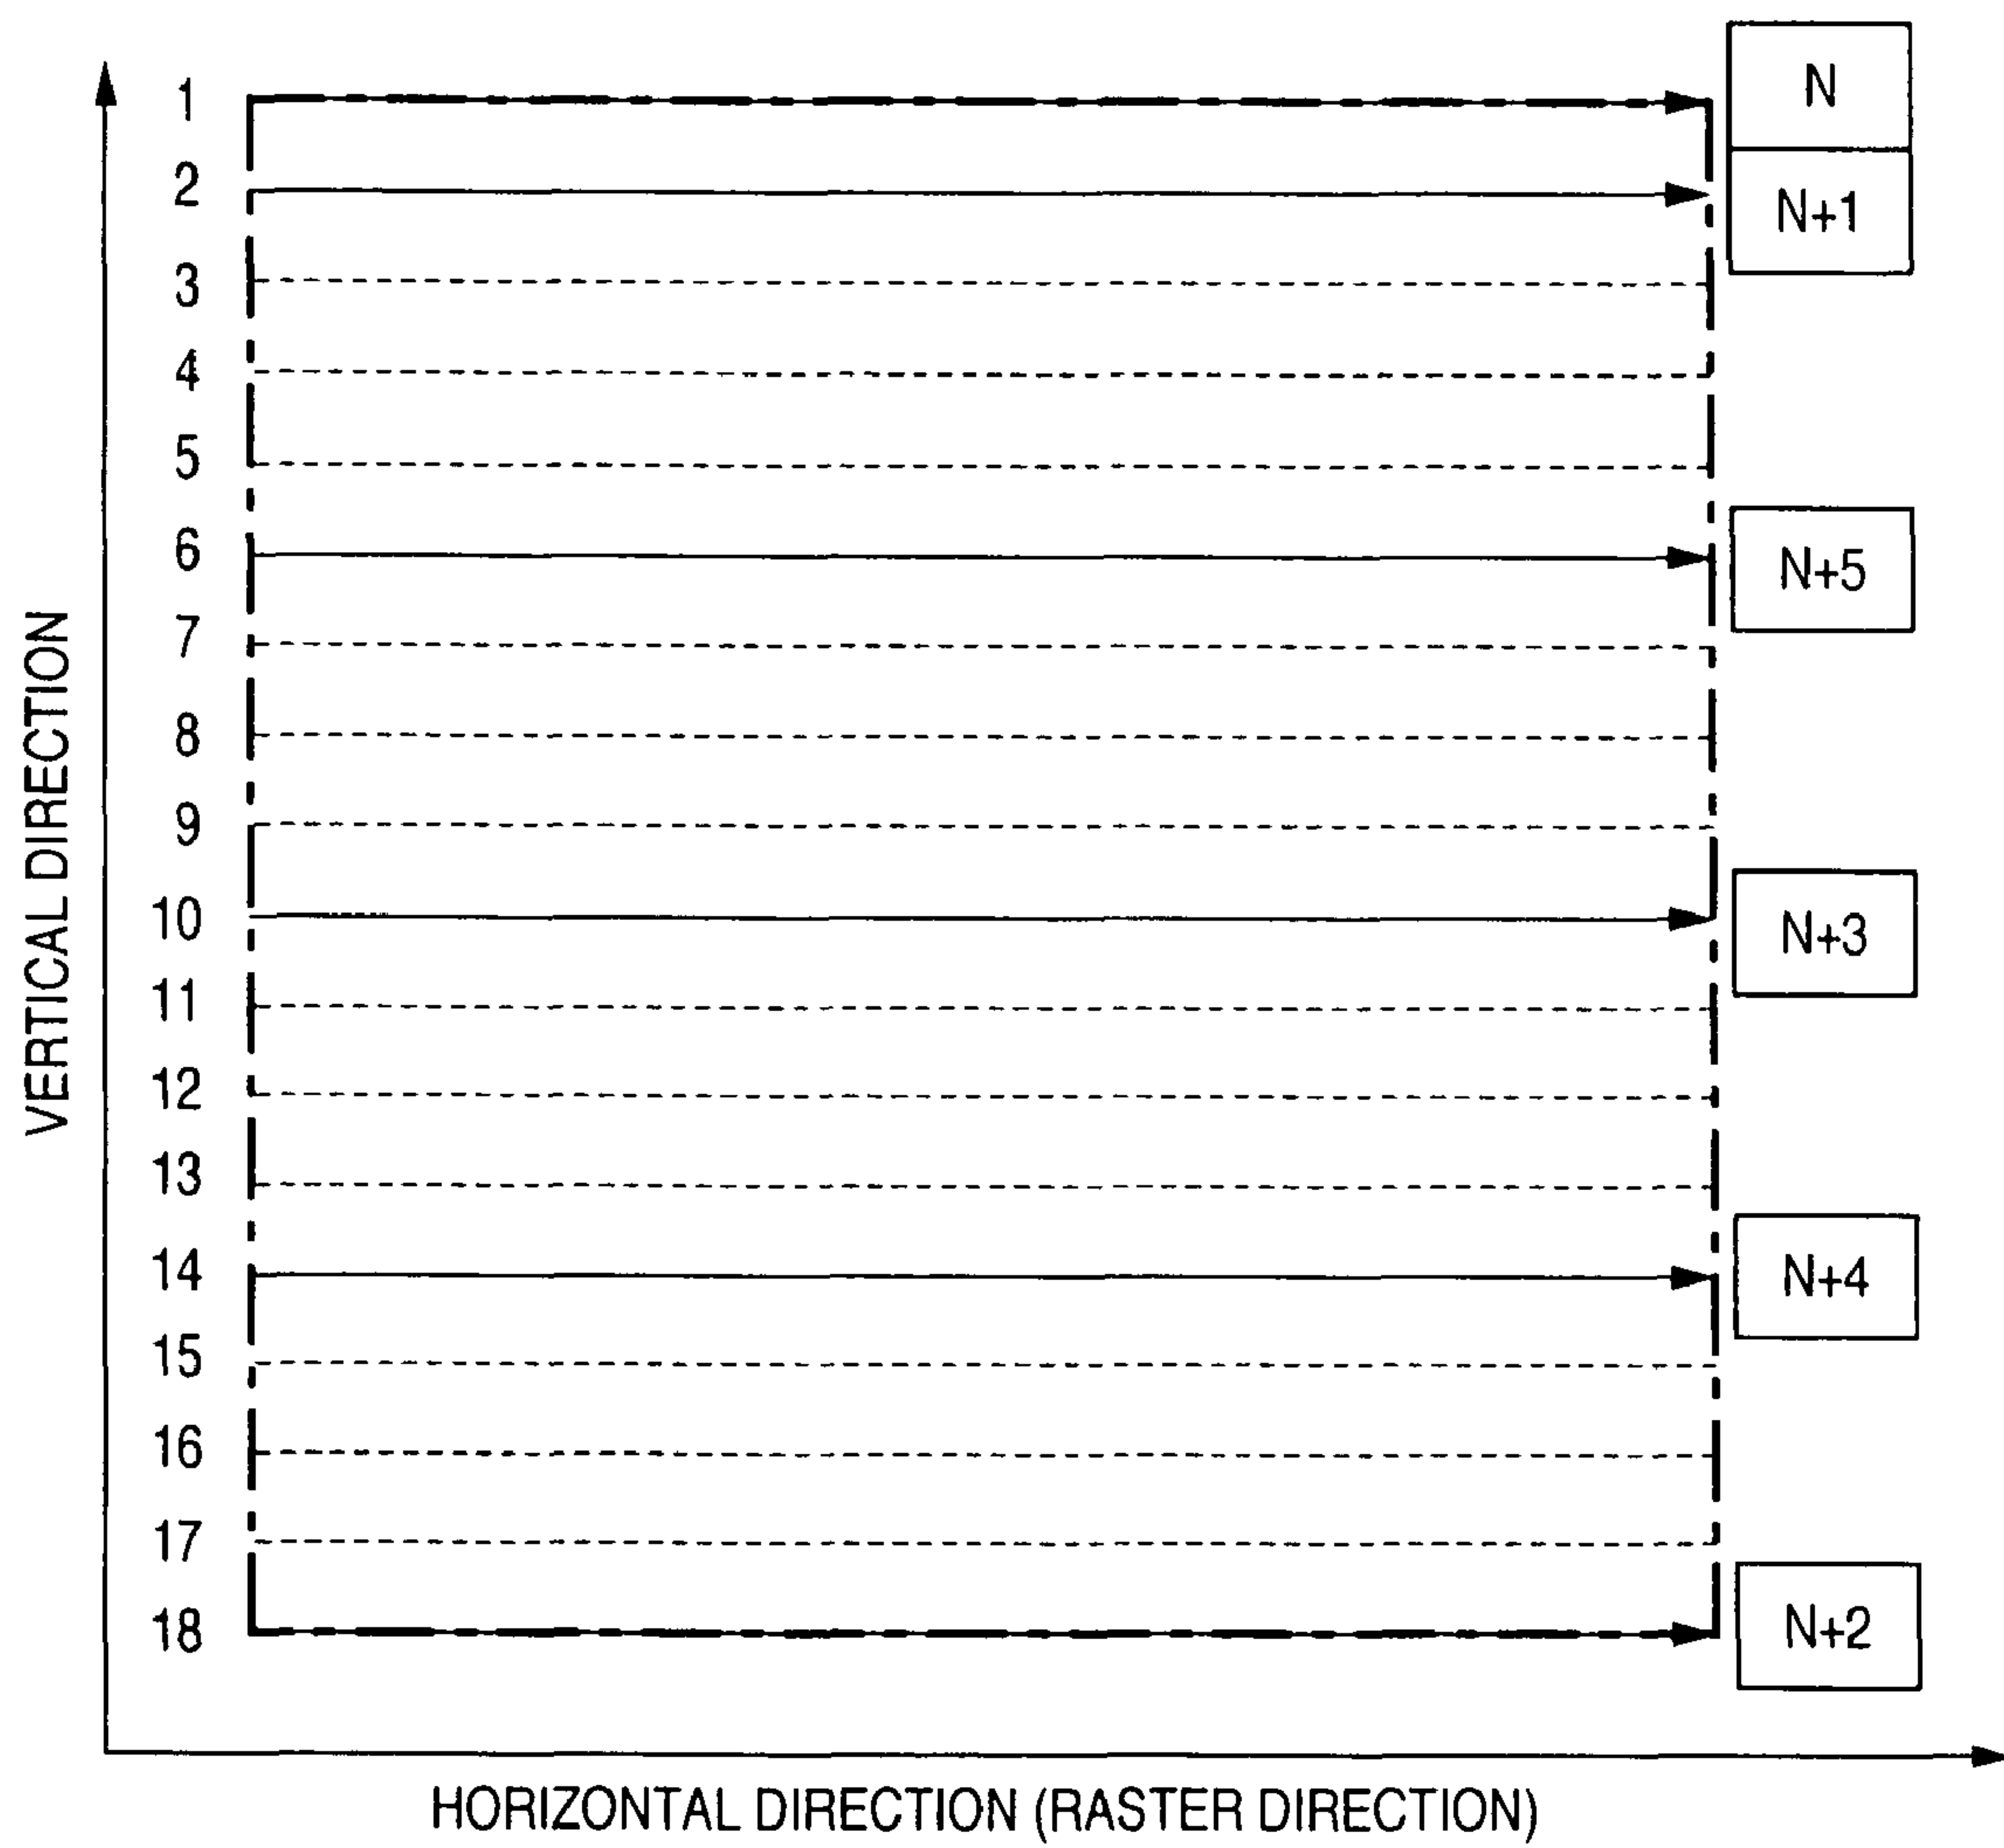 1
N
2
N+1
3
4
5
6
N+5
7
8
9
10
N+3
11
12
13
14
N+4
15
16
17
18
N+2
VERTICAL DIRECTION
HORIZONTAL DIRECTION (RASTER DIRECTION)